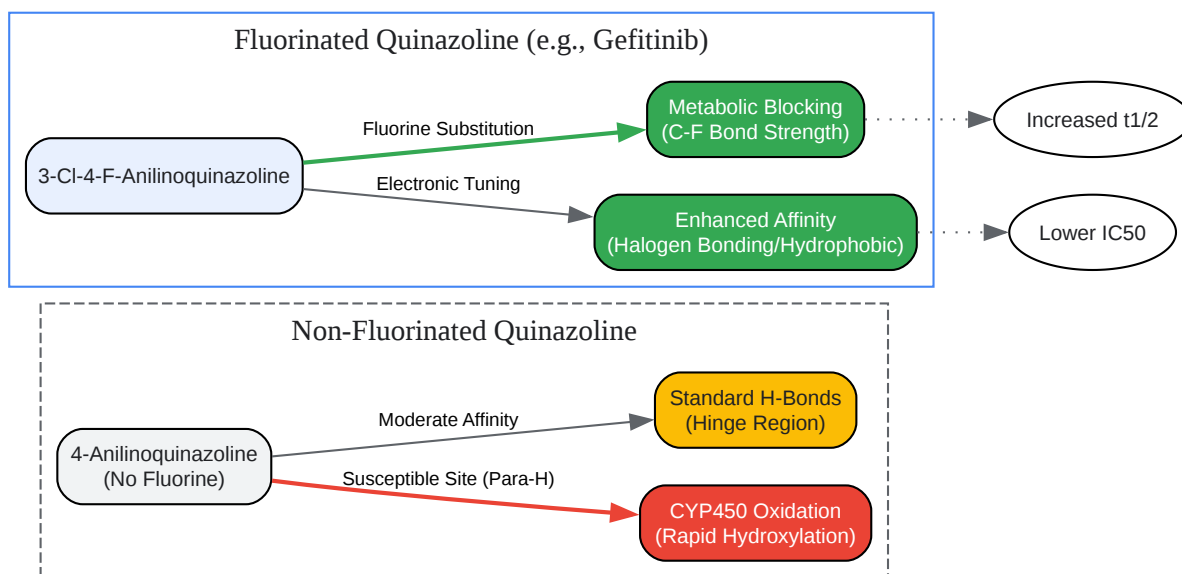 Fluorinated Quinazoline (e.g., Gefitinib)
3-Cl-4-F-Anilinoquinazoline
Fluorine Substitution
Electronic Tuning
Metabolic Blocking
(C-F Bond Strength)
Enhanced Affinity
(Halogen Bonding/Hydrophobic)
Increased t1/2
Lower IC50
Non-Fluorinated Quinazoline
4-Anilinoquinazoline
(No Fluorine)
Moderate Affinity
Susceptible Site (Para-H)
Standard H-Bonds
(Hinge Region)
CYP450 Oxidation
(Rapid Hydroxylation)